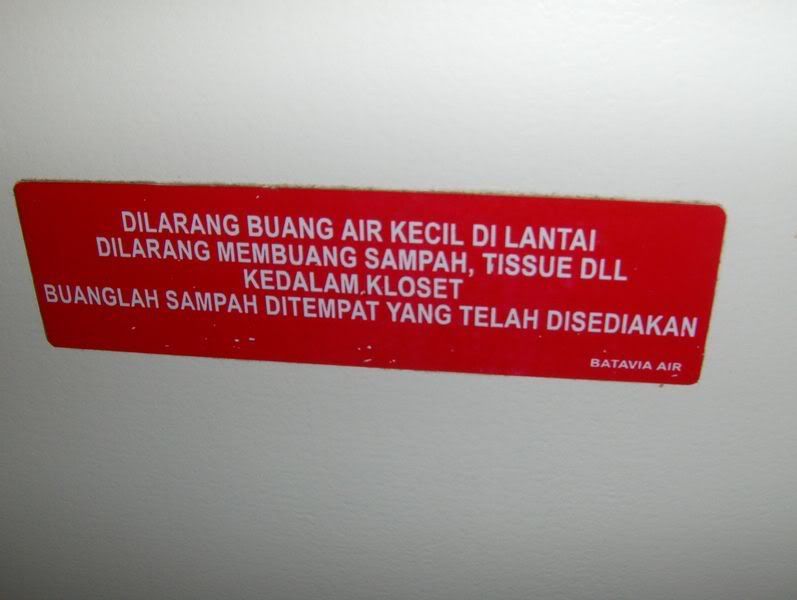 DILARANG BUANG AIR KECIL DI LANTAI
DILARANG MEMBUANG SAMPAH, TISSUE DLL
KEDALAM.KLOSET
BUANGLAH SAMPAH DITEMPAT YANG TELAH DISEDIAKAN
BATAVIA AIR